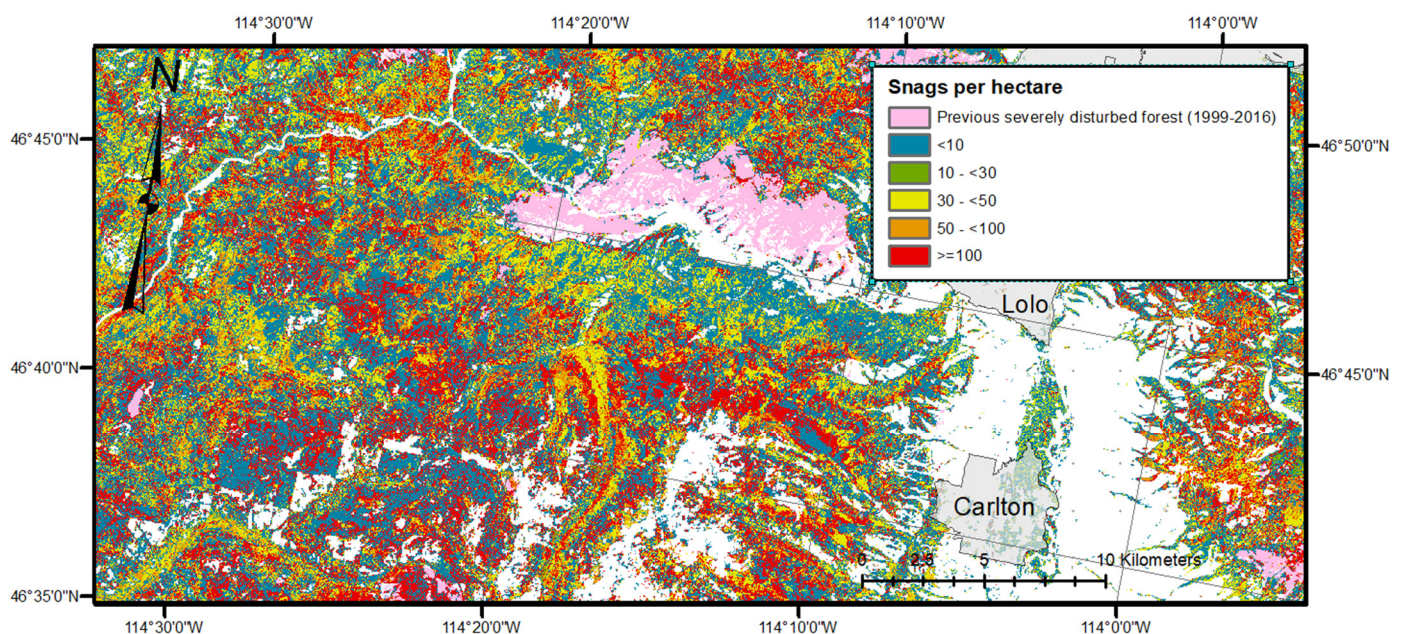 114°30'0"W 114°20'0"W 114°10'0"W 114°0'0"W
N
Snags per hectare
Previous severely disturbed forest (1999-2016)
<10
10 - <30
30 - <50
50 - <100
>=100
46°45'0"N
46°50'0"N
Lolo
46°40'0"N
46°45'0"N
Carlton
0 2.5 5 10 Kilometers
46°35'0"N
114°30'0"W 114°20'0"W 114°10'0"W 114°0'0"W